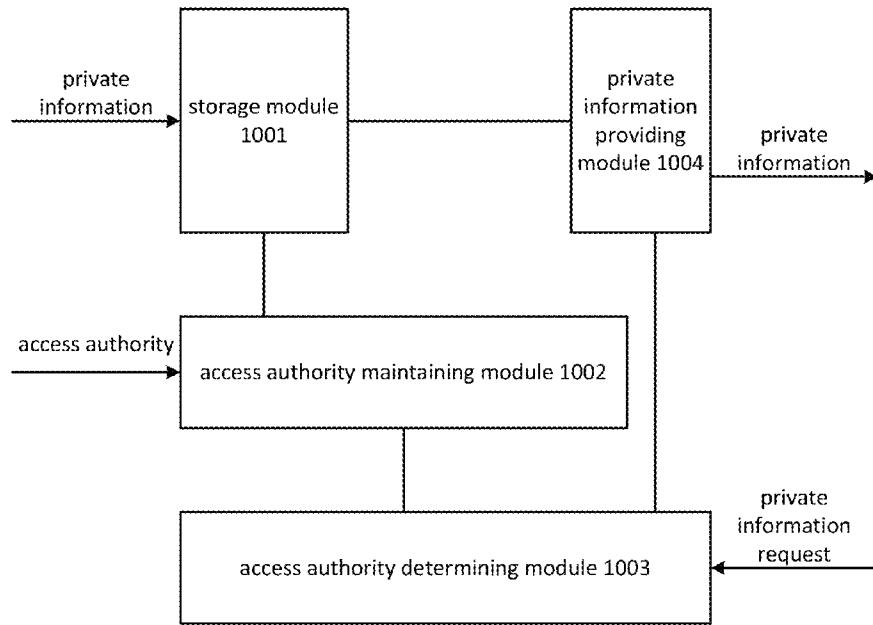 private
information
storage module
1001
private
information
providing
module 1004
private
information
access authority
access authority maintaining module 1002
access authority determining module 1003
private
information
request